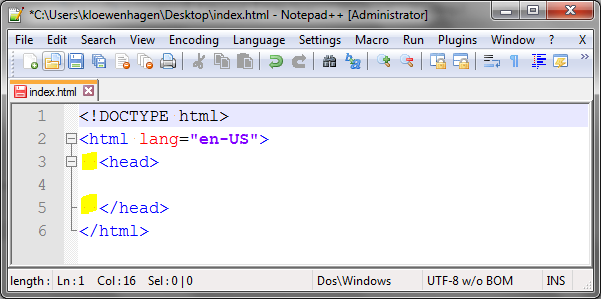 *C:\Users\kloewenhagen\Desktop\index.html - Notepad++ [Administrator]
File Edit Search View Encoding Language Settings Macro Run Plugins Window ? X
index.html
1 <!DOCTYPE html>
2 <html lang="en-US">
3 <head>
4
5 </head>
6 </html>
length : Ln : 1 Col : 16 Sel : 0 | 0 Dos\Windows UTF-8 w/o BOM INS